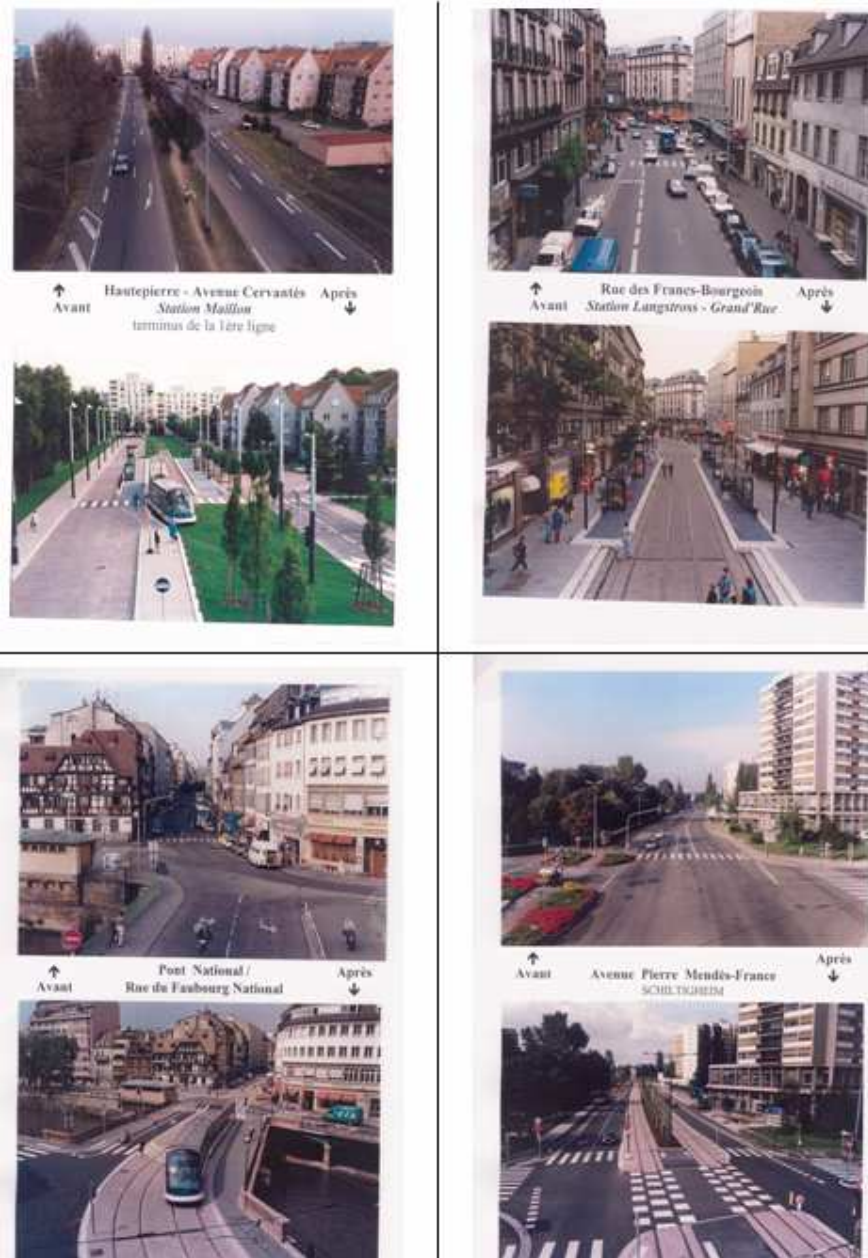 ↑ Avant Hautepierre - Avenue Cervantés Après ↓
Station Maillon
terminus de la 1ère ligne
↑ Avant Rue des Francs-Bourgeois Après ↓
Station Langstross - Grand'Rue
↑ Avant Pont National / Après ↓
Rue du Faubourg National
↑ Avant Avenue Pierre Mendès-France Après ↓
SCHILTIGHEIM